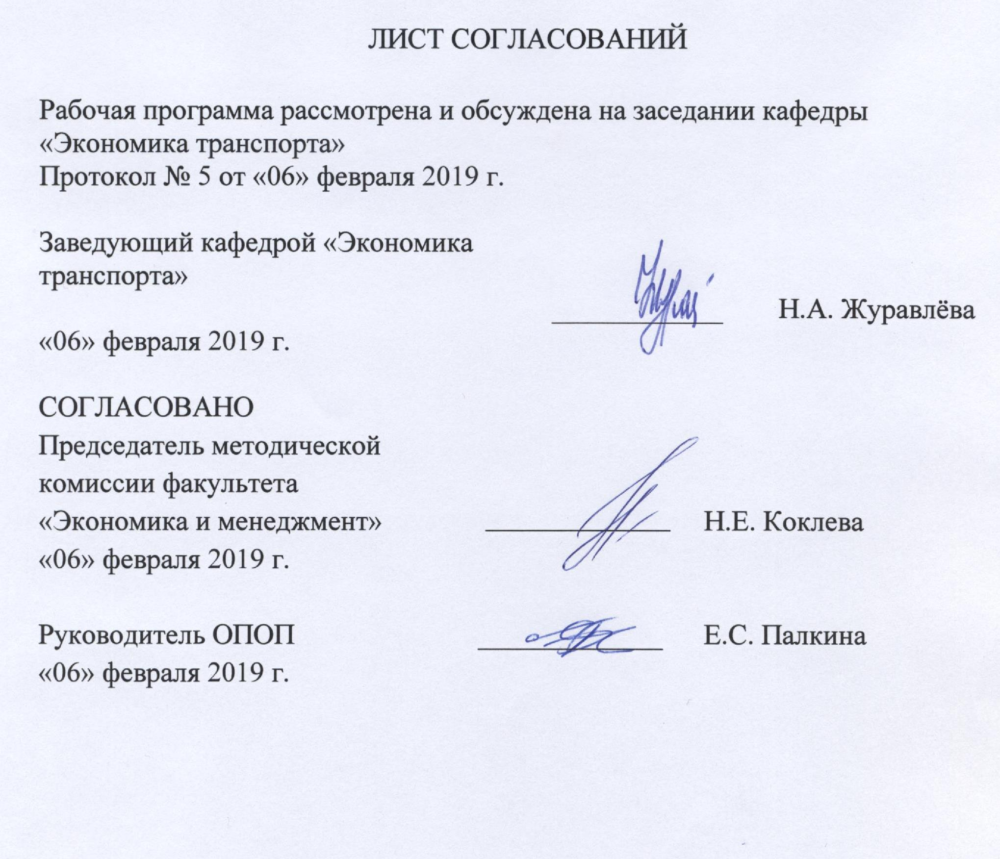 ЛИСТ СОГЛАСОВАНИЙ
Рабочая программа рассмотрена и обсуждена на заседании кафедры
«Экономика транспорта»
Протокол № 5 от «06» февраля 2019 г.
Заведующий кафедрой «Экономика
транспорта»
Н.А. Журавлёва
«06» февраля 2019 г.
СОГЛАСОВАНО
Председатель методической
комиссии факультета
«Экономика и менеджмент» Н.Е. Коклева
«06» февраля 2019 г.
Руководитель ОПОП Е.С. Палкина
«06» февраля 2019 г.